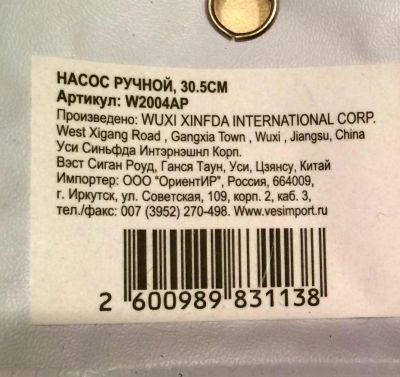 НАСОС РУЧНОЙ, 30.5СМ
Артикул: W2004AP
Произведено: WUXI XINFDA INTERNATIONAL CORP.
West Xigang Road , Gangxia Town , Wuxi , Jiangsu, China
Уси Синьфда Интэрнэшнл Корп.
Вэст Сиган Роуд, Ганся Таун, Уси, Цзянсу, Китай
Импортер: ООО "ОриентИР", Россия, 664009,
г. Иркутск, ул. Советская, 109, корп. 2, каб. 3,
тел./факс: 007 (3952) 270-498. Www.vesimport.ru
2 600989 831138